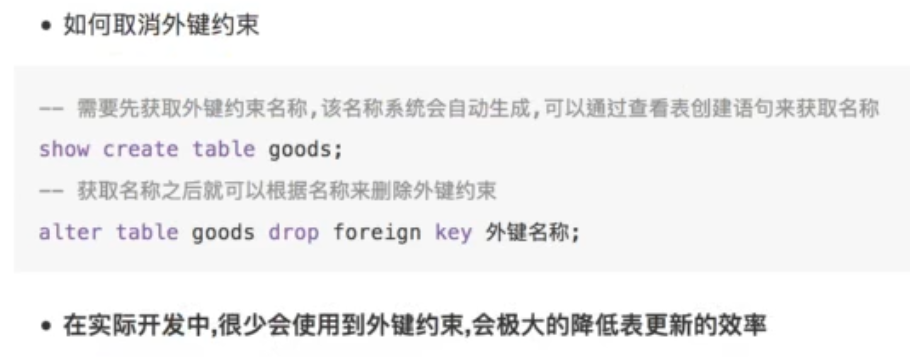 • 如何取消外键约束
-- 需要先获取外键约束名称,该名称系统会自动生成,可以通过查看表创建语句来获取名称
show create table goods;
-- 获取名称之后就可以根据名称来删除外键约束
alter table goods drop foreign key 外键名称;
• 在实际开发中,很少会使用到外键约束,会极大的降低表更新的效率